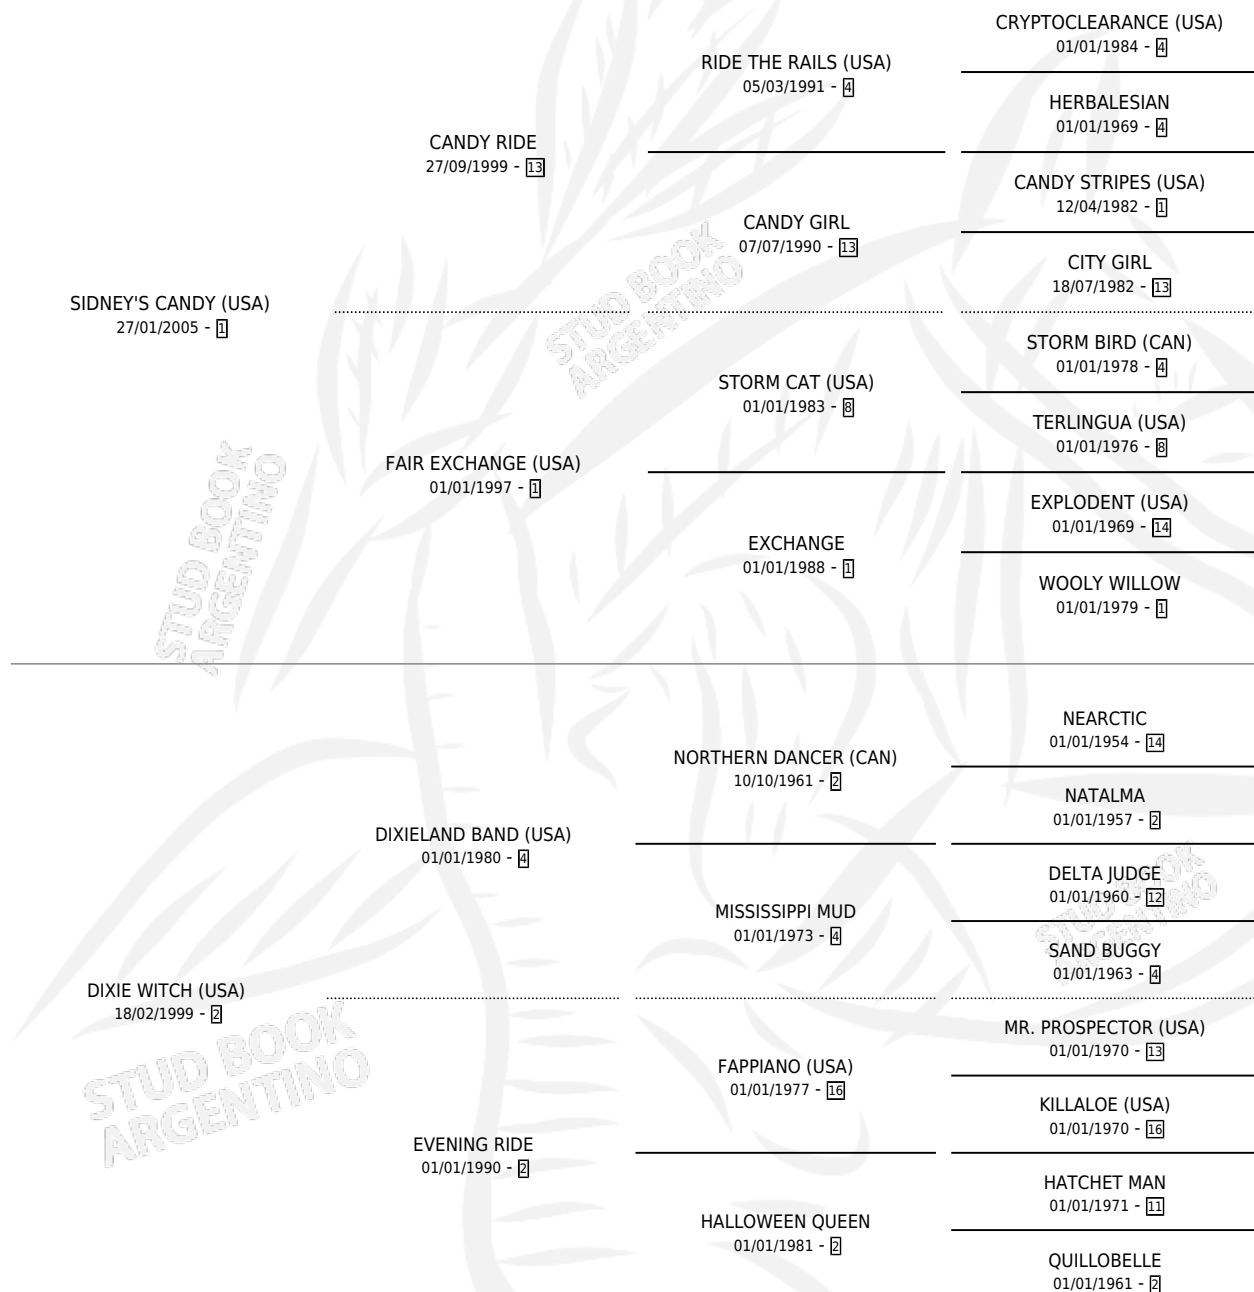 CRYPTOCLEARANCE (USA)
01/01/1984 - 4
RIDE THE RAILS (USA)
05/03/1991 - 4
HERBALESIAN
01/01/1969 - 4
CANDY RIDE
27/09/1999 - 13
CANDY STRIPES (USA)
12/04/1982 - 1
CANDY GIRL
07/07/1990 - 13
CITY GIRL
18/07/1982 - 13
SIDNEY'S CANDY (USA)
27/01/2005 - 1
STORM BIRD (CAN)
01/01/1978 - 4
STORM CAT (USA)
01/01/1983 - 8
TERLINGUA (USA)
01/01/1976 - 8
FAIR EXCHANGE (USA)
01/01/1997 - 1
EXPLODENT (USA)
01/01/1969 - 14
EXCHANGE
01/01/1988 - 1
WOOLY WILLOW
01/01/1979 - 1
NEARCTIC
01/01/1954 - 14
NORTHERN DANCER (CAN)
10/10/1961 - 2
NATALMA
01/01/1957 - 2
DIXIELAND BAND (USA)
01/01/1980 - 4
DELTA JUDGE
01/01/1960 - 12
MISSISSIPPI MUD
01/01/1973 - 4
SAND BUGGY
01/01/1963 - 4
DIXIE WITCH (USA)
18/02/1999 - 2
MR. PROSPECTOR (USA)
01/01/1970 - 13
FAPPIANO (USA)
01/01/1977 - 16
KILLALOE (USA)
01/01/1970 - 16
EVENING RIDE
01/01/1990 - 2
HATCHET MAN
01/01/1971 - 11
HALLOWEEN QUEEN
01/01/1981 - 2
QUILLOBELLE
01/01/1961 - 2
STUD BOOK
ARGENTINO
STUD BOOK
ARGENTINO
STUD BOOK
ARGENTINO
STUD BOOK
ARGENTINO